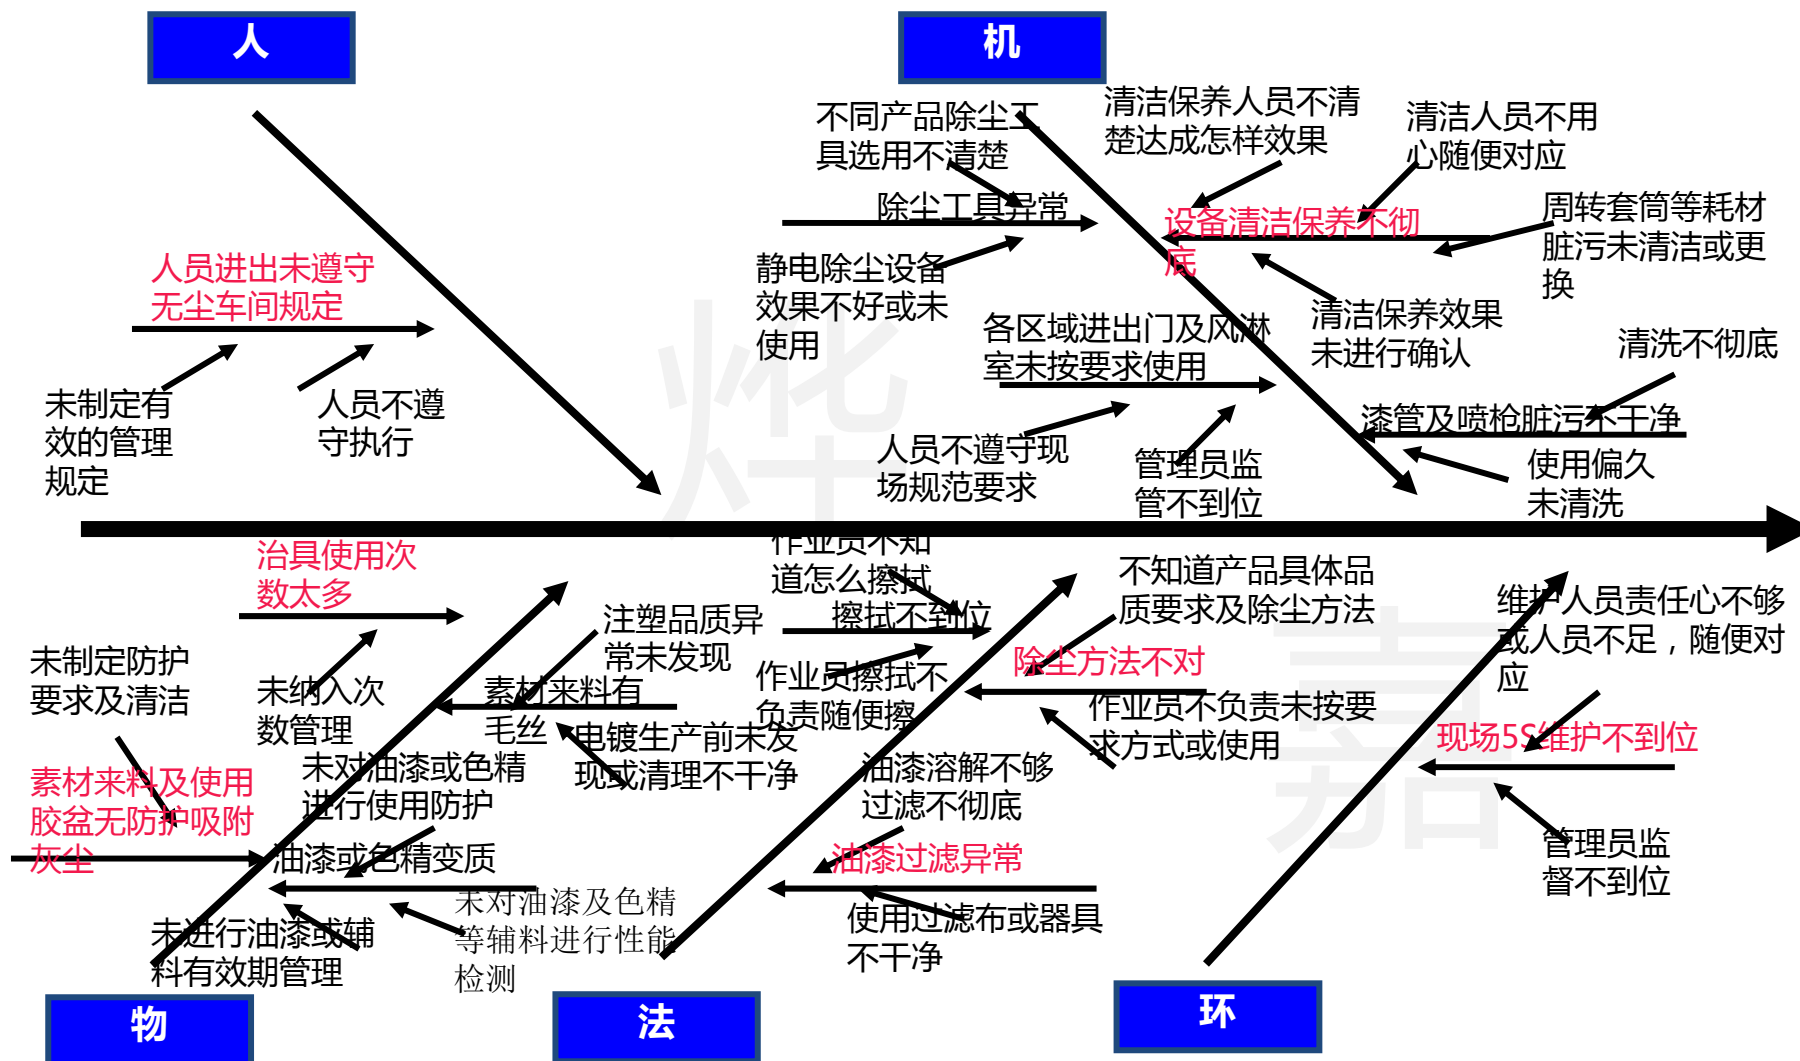 人
机
不同产品除尘工
具选用不清楚
清洁保养人员不清
楚达成怎样效果
清洁人员不用
心随便对应
除尘工具异常
设备清洁保养不彻
底
周转套筒等耗材
脏污未清洁或更
换
人员进出未遵守
无尘车间规定
静电除尘设备
效果不好或未
使用
各区域进出门及风淋
室未按要求使用
清洁保养效果
未进行确认
清洗不彻底
未制定有
效的管理
规定
人员不遵
守执行
漆管及喷枪脏污不干净
人员不遵守现
场规范要求
管理员监
管不到位
使用偏久
未清洗
烨
治具使用次
数太多
作业员不知
道怎么擦拭
擦拭不到位
不知道产品具体品
质要求及除尘方法
维护人员责任心不够
或人员不足，随便对
应
注塑品质异
常未发现
未制定防护
要求及清洁
未纳入次
数管理
素材来料有
毛丝
作业员擦拭不
负责随便擦
除尘方法不对
作业员不负责未按要
求方式或使用
现场5S维护不到位
电镀生产前未发
现或清理不干净
未对油漆或色精
进行使用防护
油漆溶解不够
过滤不彻底
素材来料及使用
胶盆无防护吸附
灰尘
油漆或色精变质
油漆过滤异常
管理员监
督不到位
未对油漆及色精
等辅料进行性能
检测
未进行油漆或辅
料有效期管理
使用过滤布或器具
不干净
嘉
物
法
环